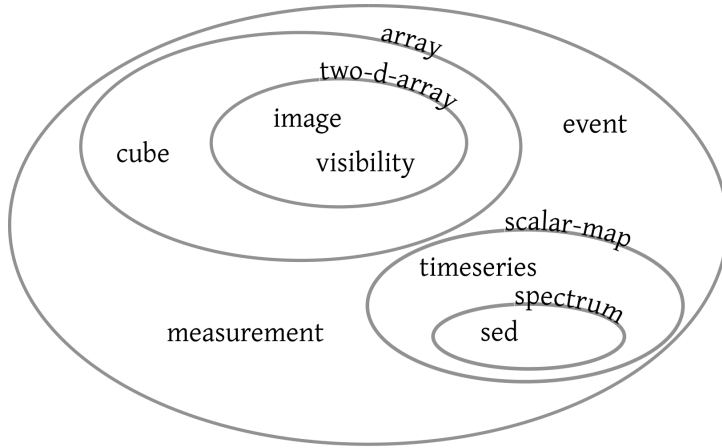 array
two-d-array
image
event
cube
visibility
scalar-map
timeseries
spectrum
measurement
sed